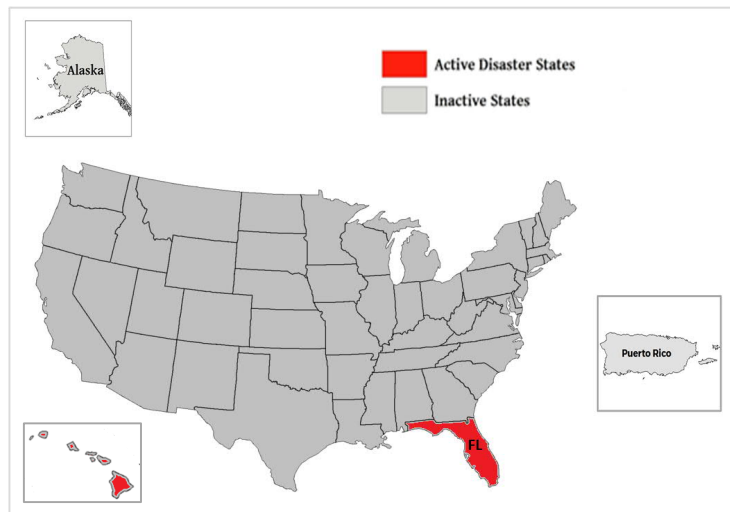 Alaska
Active Disaster States
Inactive States
Puerto Rico
FL